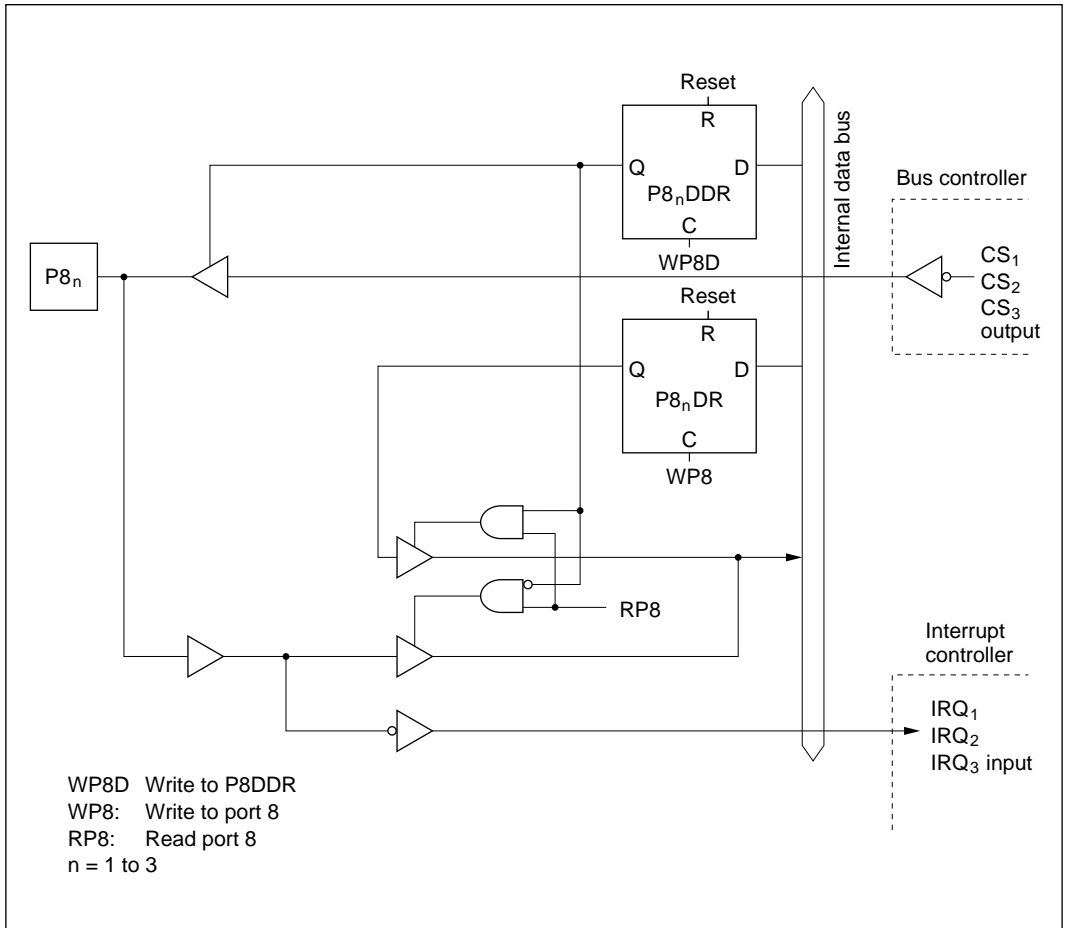 Reset
R
Q
D
P8nDDR
C
WP8D
Internal data bus
Bus controller
CS1
CS2
CS3
output
P8n
Reset
R
Q
D
P8nDR
C
WP8
RP8
Interrupt
controller
IRQ1
IRQ2
IRQ3 input
WP8D Write to P8DDR
WP8: Write to port 8
RP8: Read port 8
n = 1 to 3